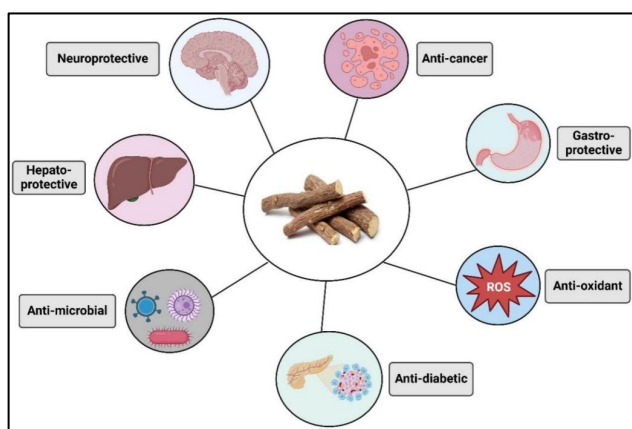 Neuroprotective
Anti-cancer
Gastro-
protective
Hepato-
protective
ROS
Anti-oxidant
Anti-microbial
Anti-diabetic